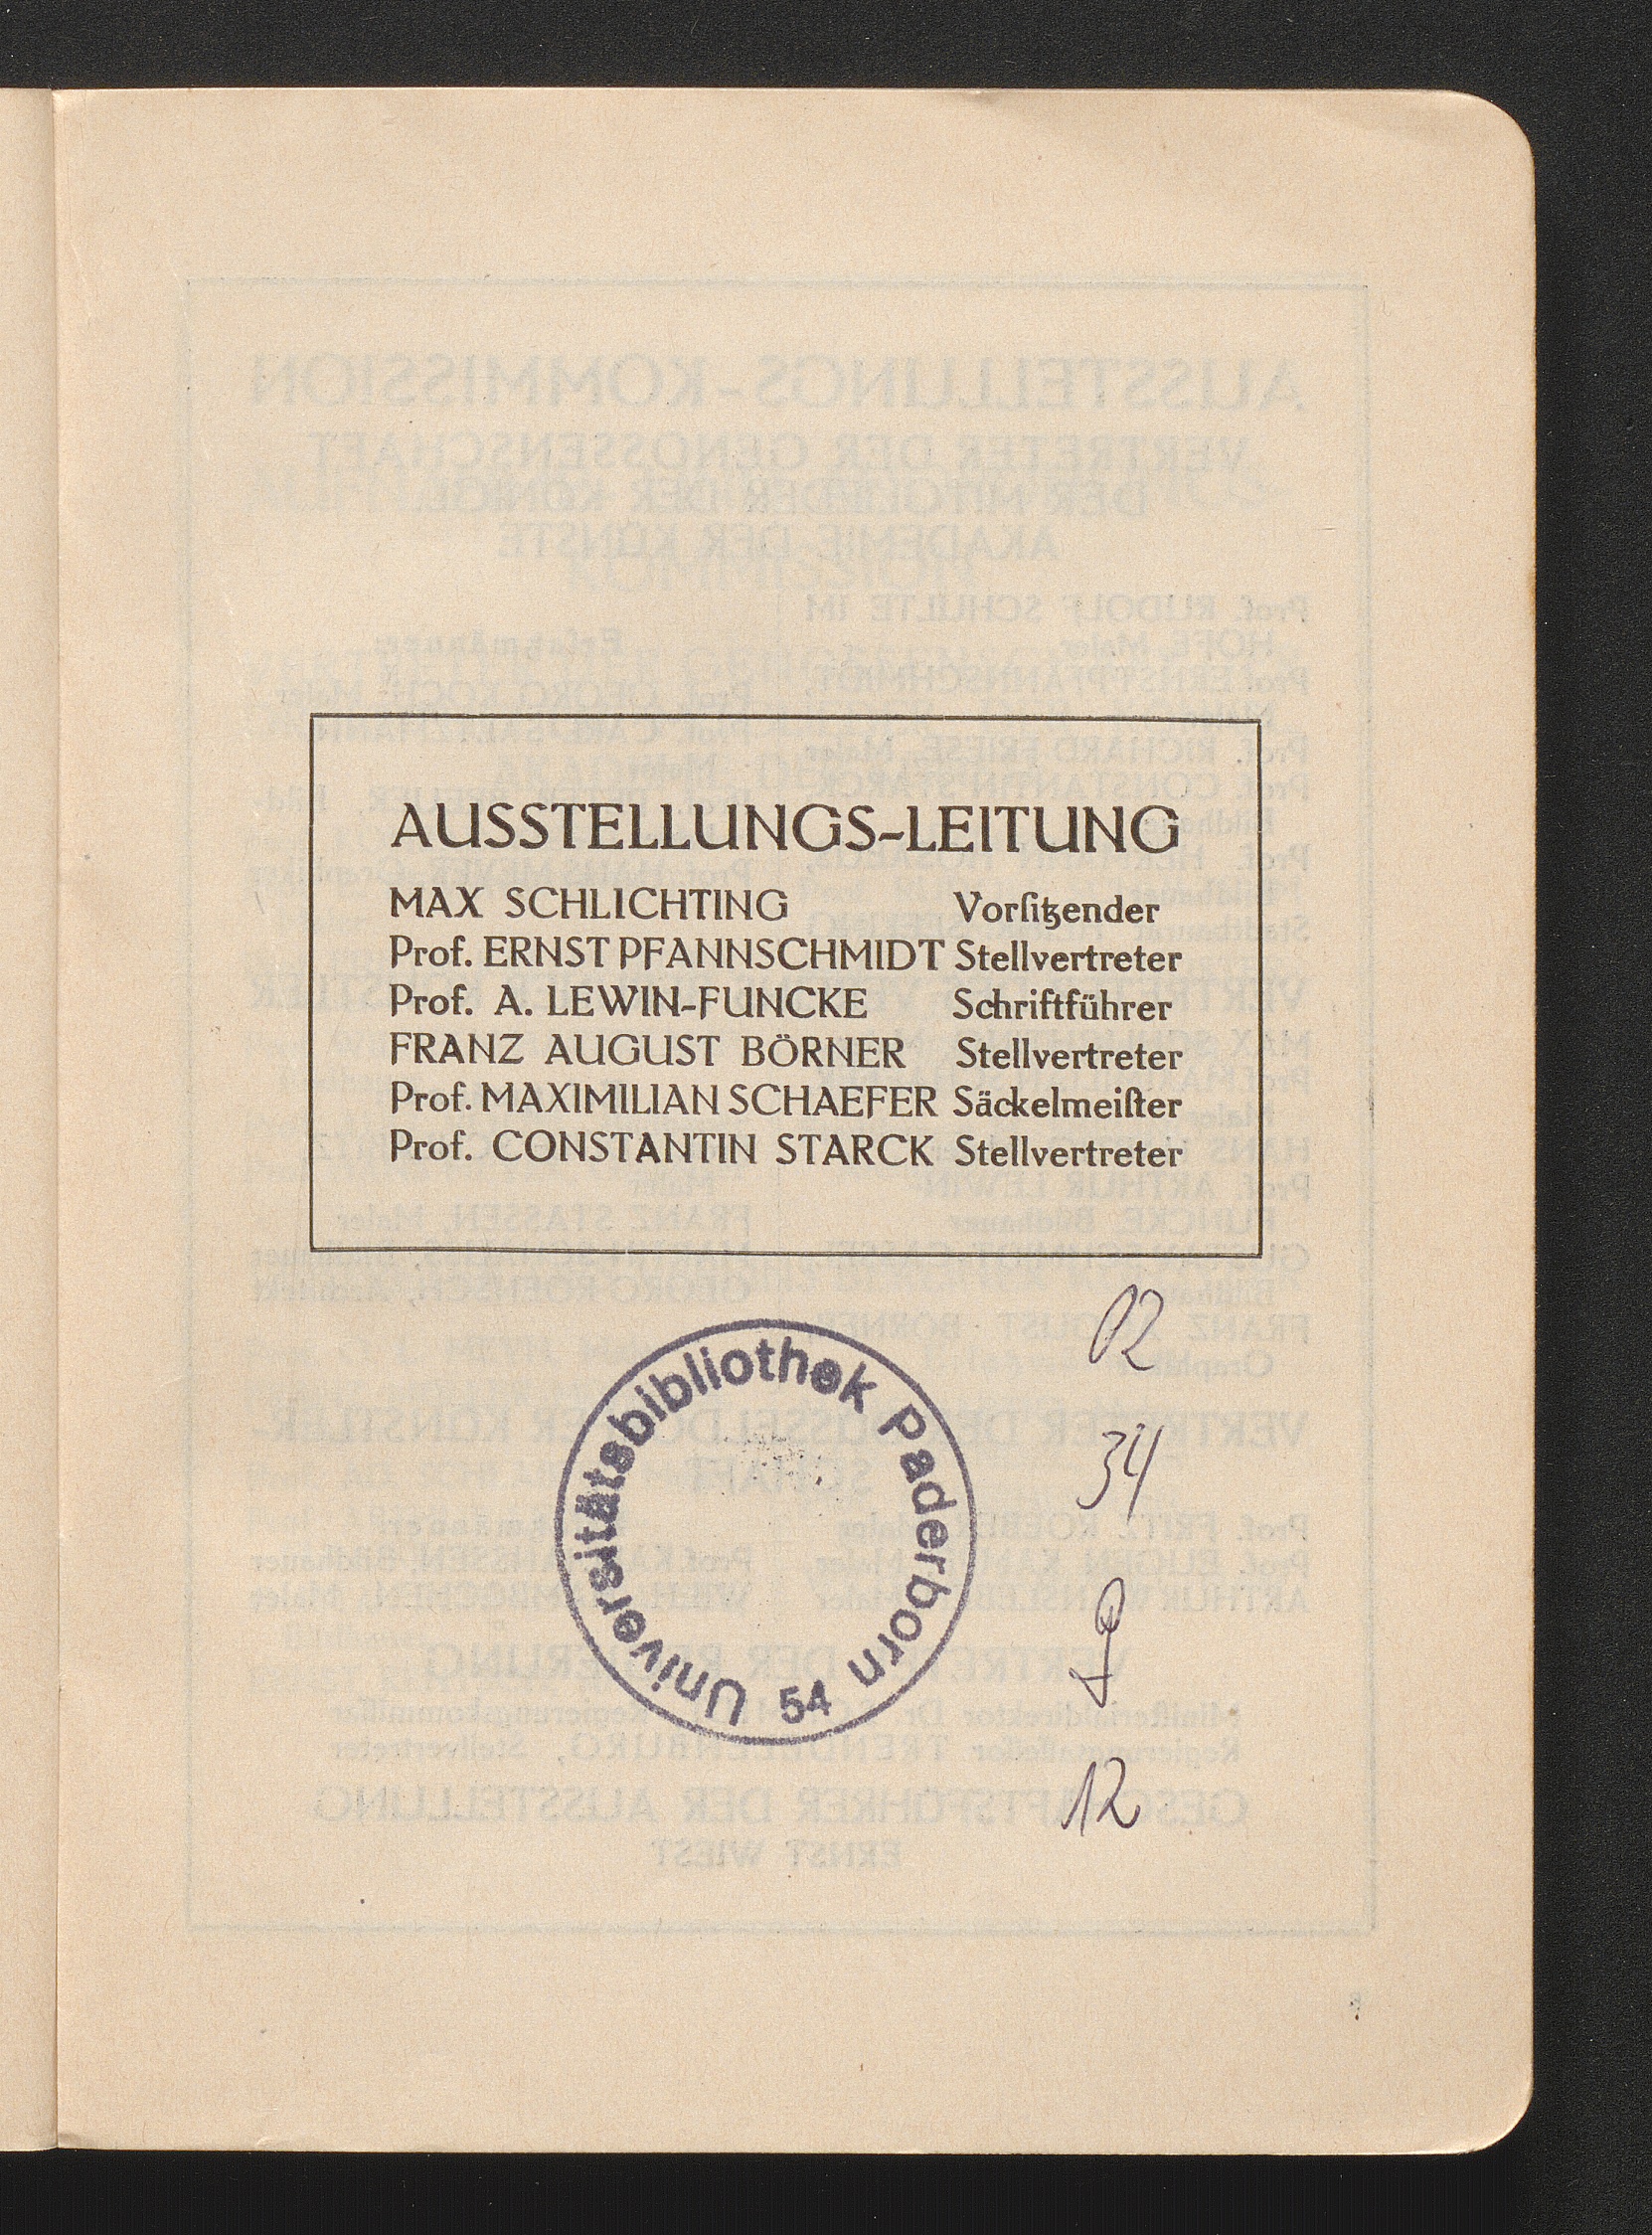 AUSSTELLUNGS-LEITUNG
MAX SCHLICHTING Vorſitzender
Prof. ERNST PFANNSCHMIDT Stellvertreter
Prof. A. LEWIN-FUNCKE Schriftführer
FRANZ AUGUST BÖRNER Stellvertreter
Prof. MAXIMILIAN SCHAEFER Säckelmeiſter
Prof. CONSTANTIN STARCK Stellvertreter
Universitätsbibliothek Paderborn
54
02
34
12